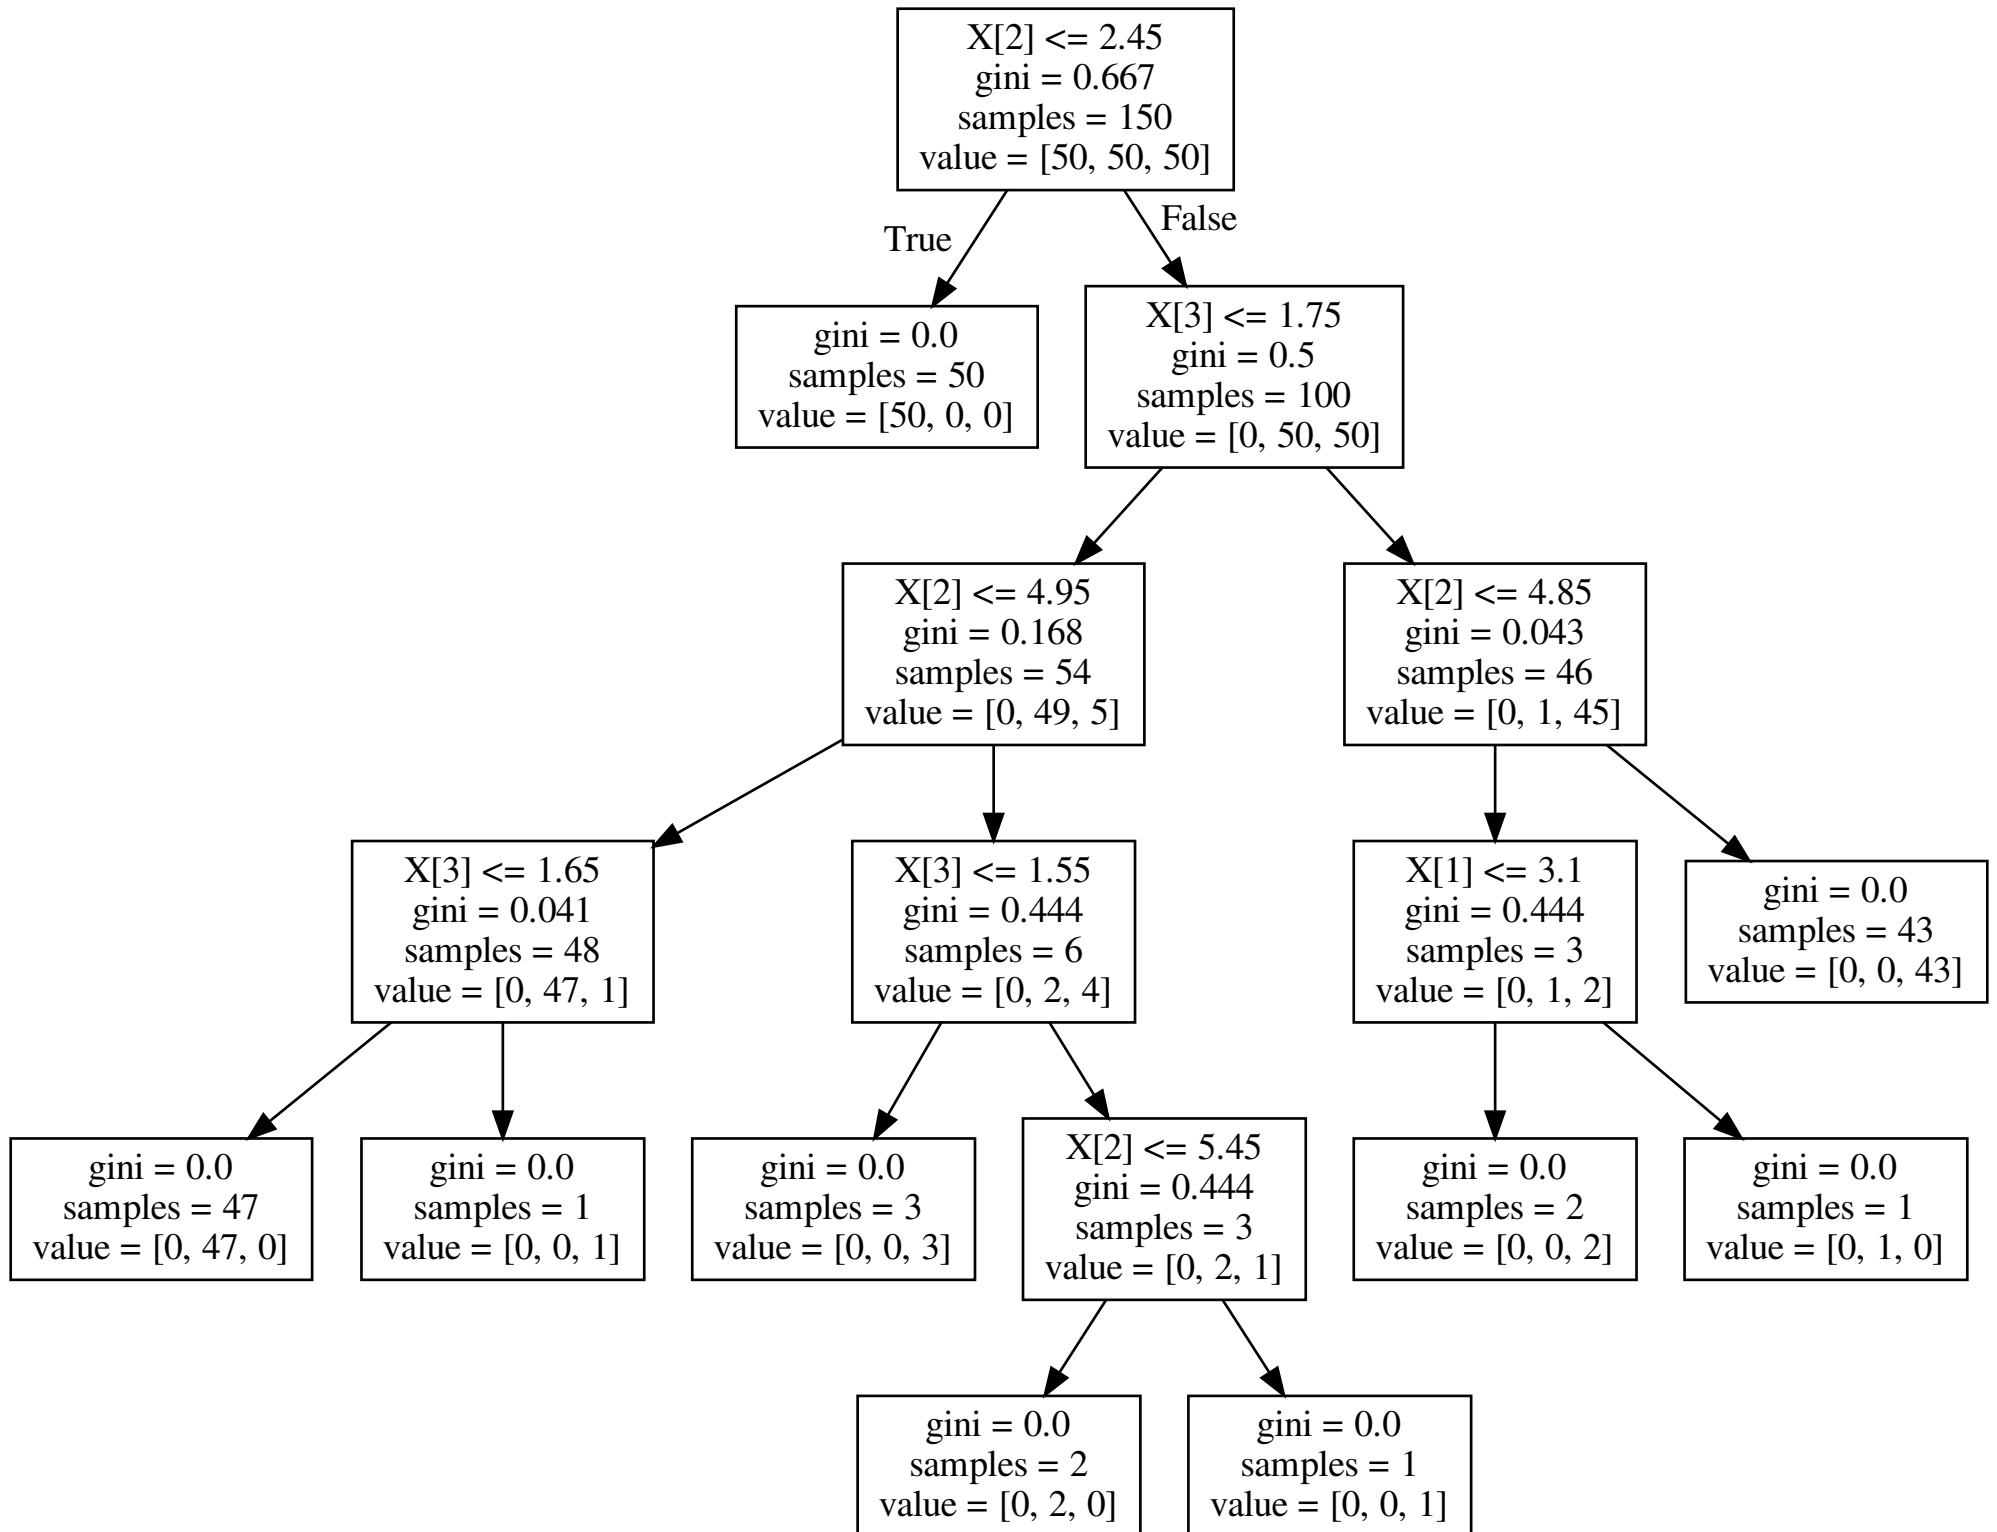 X[2] <= 2.45
gini = 0.667
samples = 150
value = [50, 50, 50]
True
False
gini = 0.0
samples = 50
value = [50, 0, 0]
X[3] <= 1.75
gini = 0.5
samples = 100
value = [0, 50, 50]
X[2] <= 4.95
gini = 0.168
samples = 54
value = [0, 49, 5]
X[2] <= 4.85
gini = 0.043
samples = 46
value = [0, 1, 45]
X[3] <= 1.65
gini = 0.041
samples = 48
value = [0, 47, 1]
X[3] <= 1.55
gini = 0.444
samples = 6
value = [0, 2, 4]
X[1] <= 3.1
gini = 0.444
samples = 3
value = [0, 1, 2]
gini = 0.0
samples = 43
value = [0, 0, 43]
gini = 0.0
samples = 47
value = [0, 47, 0]
gini = 0.0
samples = 1
value = [0, 0, 1]
gini = 0.0
samples = 3
value = [0, 0, 3]
X[2] <= 5.45
gini = 0.444
samples = 3
value = [0, 2, 1]
gini = 0.0
samples = 2
value = [0, 0, 2]
gini = 0.0
samples = 1
value = [0, 1, 0]
gini = 0.0
samples = 2
value = [0, 2, 0]
gini = 0.0
samples = 1
value = [0, 0, 1]